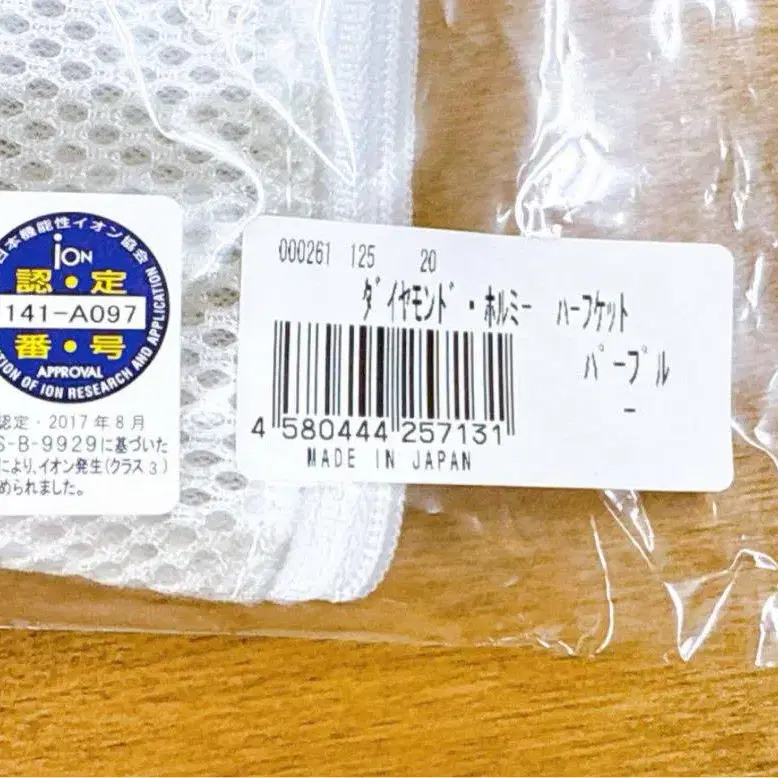 本機能性イオン協会
iON
認・定
141-A097
番・号
APPROVAL
TION OF ION RESEARCH AND APPLICATION
認定・2017年8月
S-B-9929に基づいた
により、イオン発生(クラス3)
められました。
000261 125 20
ダイヤモンド・ホルミー ハーフケット
パープル
-
4 580444 257131
MADE IN JAPAN